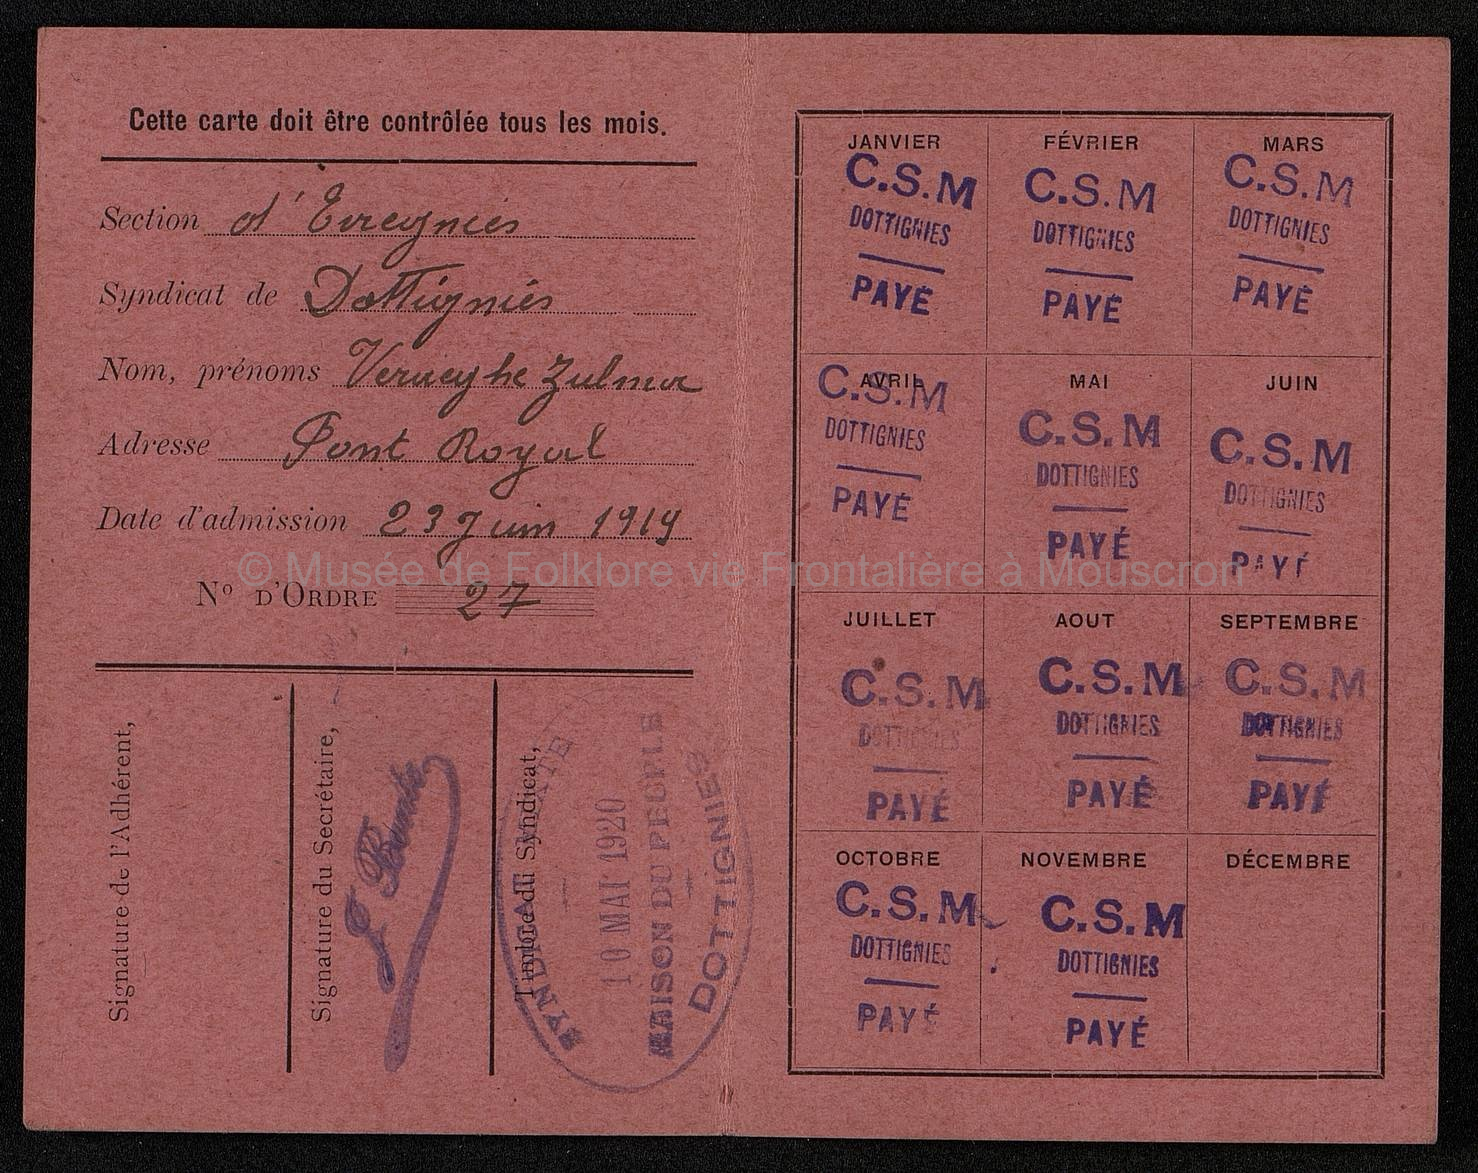 Cette carte doit être contrôlée tous les mois.
Section d'Evregnies
Syndicat de Dottignies
Nom, prénoms Zulma
Adresse Pont Royal
Date d'admission 23 Juin 1919
N° D'ORDRE 27
Signature de l'Adhérent,
Signature du Secrétaire,
Timbre du Syndicat,
SYNDICAT
10 MAI 1920
MAISON DU PEUPLE
DOTTIGNIES
JANVIER
C.S.M
DOTTIGNIES
PAYÉ
FÉVRIER
C.S.M
DOTTIGNIES
PAYÉ
MARS
C.S.M
DOTTIGNIES
PAYÉ
AVRIL
C.S.M
DOTTIGNIES
PAYÉ
MAI
C.S.M
DOTTIGNIES
PAYÉ
JUIN
C.S.M
DOTTIGNIES
PAYÉ
JUILLET
C.S.M
DOTTIGNIES
PAYÉ
AOUT
C.S.M
DOTTIGNIES
PAYÉ
SEPTEMBRE
C.S.M
DOTTIGNIES
PAYÉ
OCTOBRE
C.S.M
DOTTIGNIES
PAYÉ
NOVEMBRE
C.S.M
DOTTIGNIES
PAYÉ
DÉCEMBRE
© Musée de Folklore vie Frontalière à Mouscron